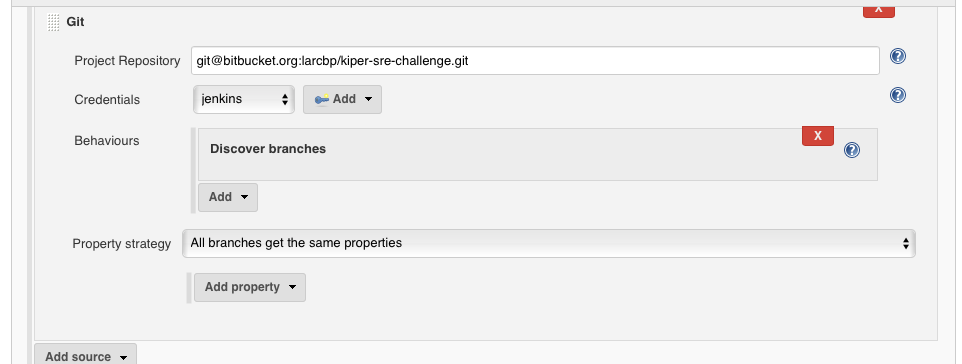 X
Git
Project Repository git@bitbucket.org:larcbp/kiper-sre-challenge.git ?
Credentials jenkins Add ?
Behaviours
X
Discover branches ?
Add
Property strategy All branches get the same properties
Add property
Add source